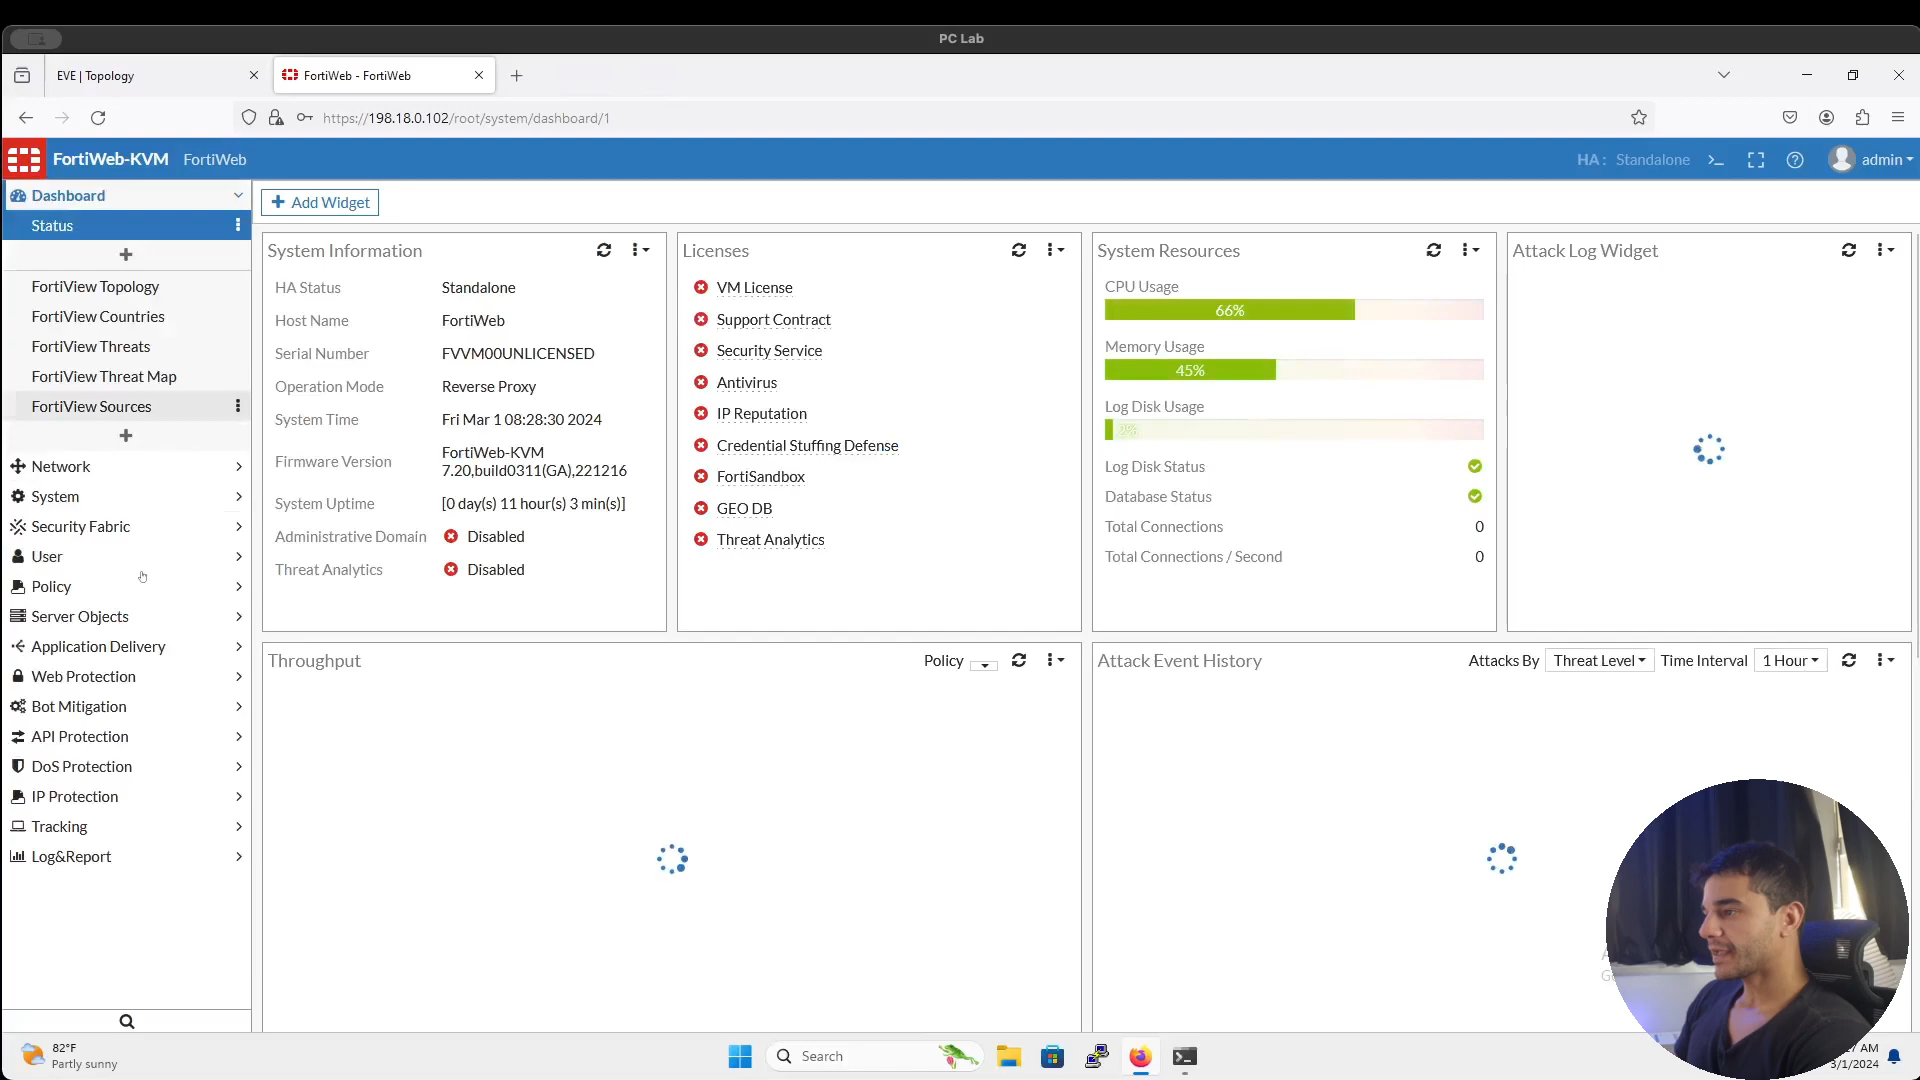 PC Lab
EVE | Topology
FortiWeb - FortiWeb
https://198.18.0.102/root/system/dashboard/1
FortiWeb-KVM FortiWeb
HA: Standalone
admin
Dashboard
Status
FortiView Topology
FortiView Countries
FortiView Threats
FortiView Threat Map
FortiView Sources
Network
System
Security Fabric
User
Policy
Server Objects
Application Delivery
Web Protection
Bot Mitigation
API Protection
DoS Protection
IP Protection
Tracking
Log&Report
Add Widget
System Information
HA Status Standalone
Host Name FortiWeb
Serial Number FVVM00UNLICENSED
Operation Mode Reverse Proxy
System Time Fri Mar 1 08:28:30 2024
Firmware Version FortiWeb-KVM
7.20,build0311(GA),221216
System Uptime [0 day(s) 11 hour(s) 3 min(s)]
Administrative Domain Disabled
Threat Analytics Disabled
Licenses
VM License
Support Contract
Security Service
Antivirus
IP Reputation
Credential Stuffing Defense
FortiSandbox
GEO DB
Threat Analytics
System Resources
CPU Usage
66%
Memory Usage
45%
Log Disk Usage
2%
Log Disk Status
Database Status
Total Connections 0
Total Connections / Second 0
Attack Log Widget
Throughput
Policy
Attack Event History
Attacks By Threat Level Time Interval 1 Hour
82°F
Partly sunny
Search
AM
3/1/2024